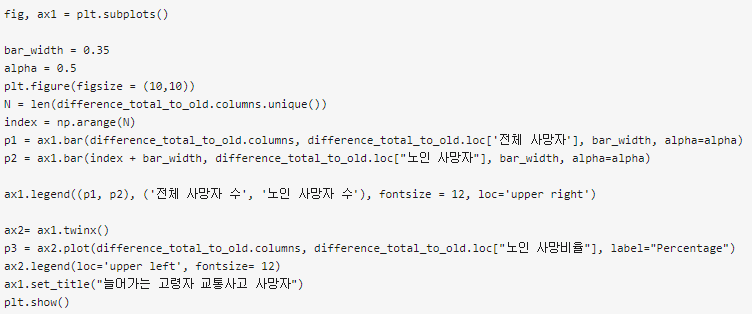 fig, ax1 = plt.subplots()
bar_width = 0.35
alpha = 0.5
plt.figure(figsize = (10,10))
N = len(difference_total_to_old.columns.unique())
index = np.arange(N)
p1 = ax1.bar(difference_total_to_old.columns, difference_total_to_old.loc['전체 사망자'], bar_width, alpha=alpha)
p2 = ax1.bar(index + bar_width, difference_total_to_old.loc["노인 사망자"], bar_width, alpha=alpha)
ax1.legend((p1, p2), ('전체 사망자 수', '노인 사망자 수'), fontsize = 12, loc='upper right')
ax2= ax1.twinx()
p3 = ax2.plot(difference_total_to_old.columns, difference_total_to_old.loc["노인 사망비율"], label="Percentage")
ax2.legend(loc='upper left', fontsize= 12)
ax1.set_title("늘어가는 고령자 교통사고 사망자")
plt.show()